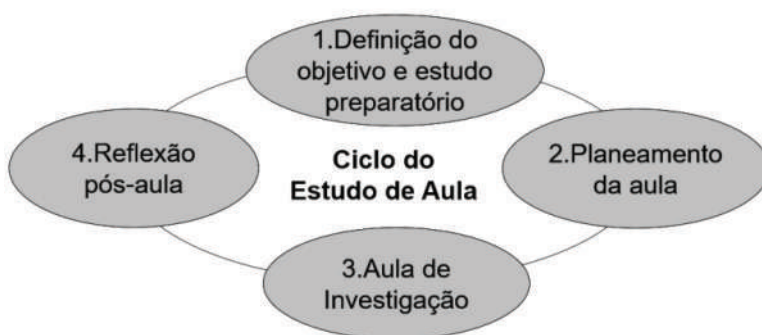 1.Definição do
objetivo e estudo
preparatório
4.Reflexão
pós-aula
Ciclo do
Estudo de Aula
2.Planeamento
da aula
3.Aula de
Investigação